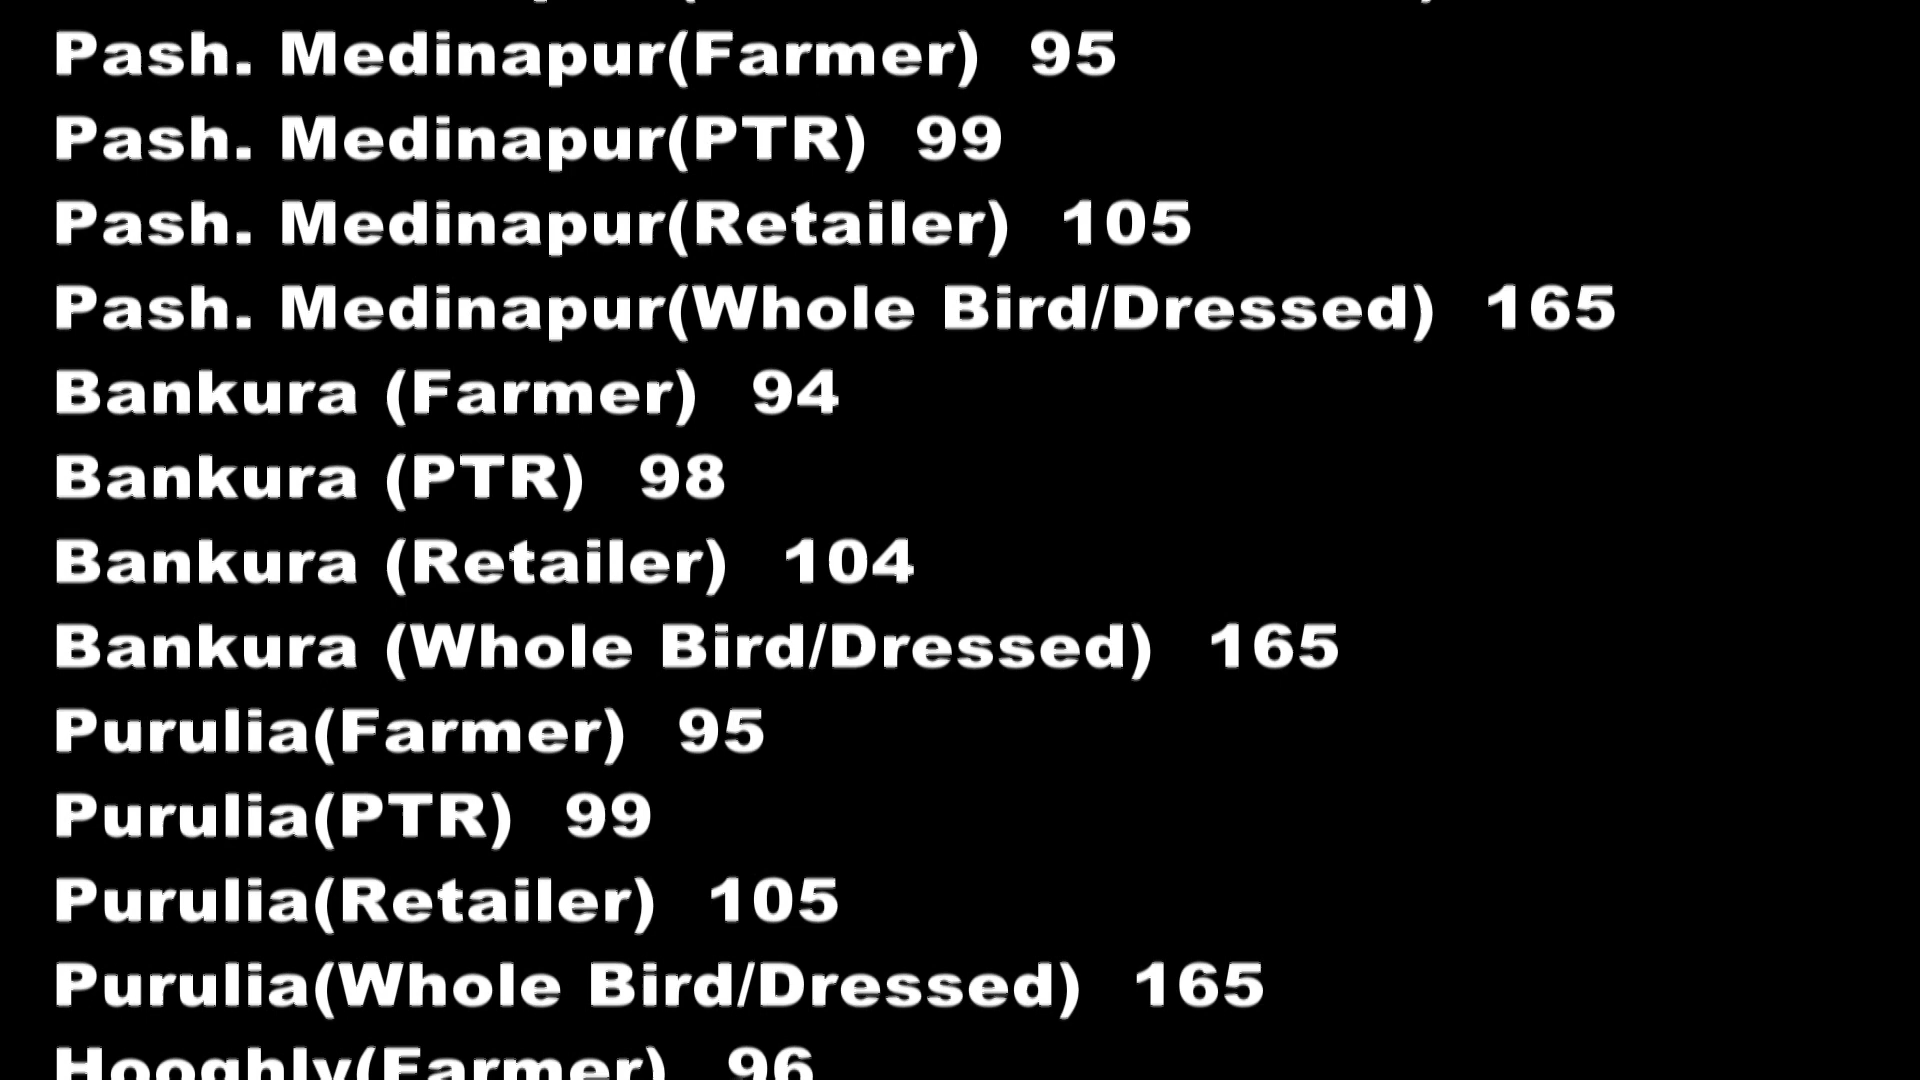 Pash. Medinapur(Farmer) 95
Pash. Medinapur(PTR) 99
Pash. Medinapur(Retailer) 105
Pash. Medinapur(Whole Bird/Dressed) 165
Bankura (Farmer) 94
Bankura (PTR) 98
Bankura (Retailer) 104
Bankura (Whole Bird/Dressed) 165
Purulia(Farmer) 95
Purulia(PTR) 99
Purulia(Retailer) 105
Purulia(Whole Bird/Dressed) 165
Hooghly(Farmer) 96